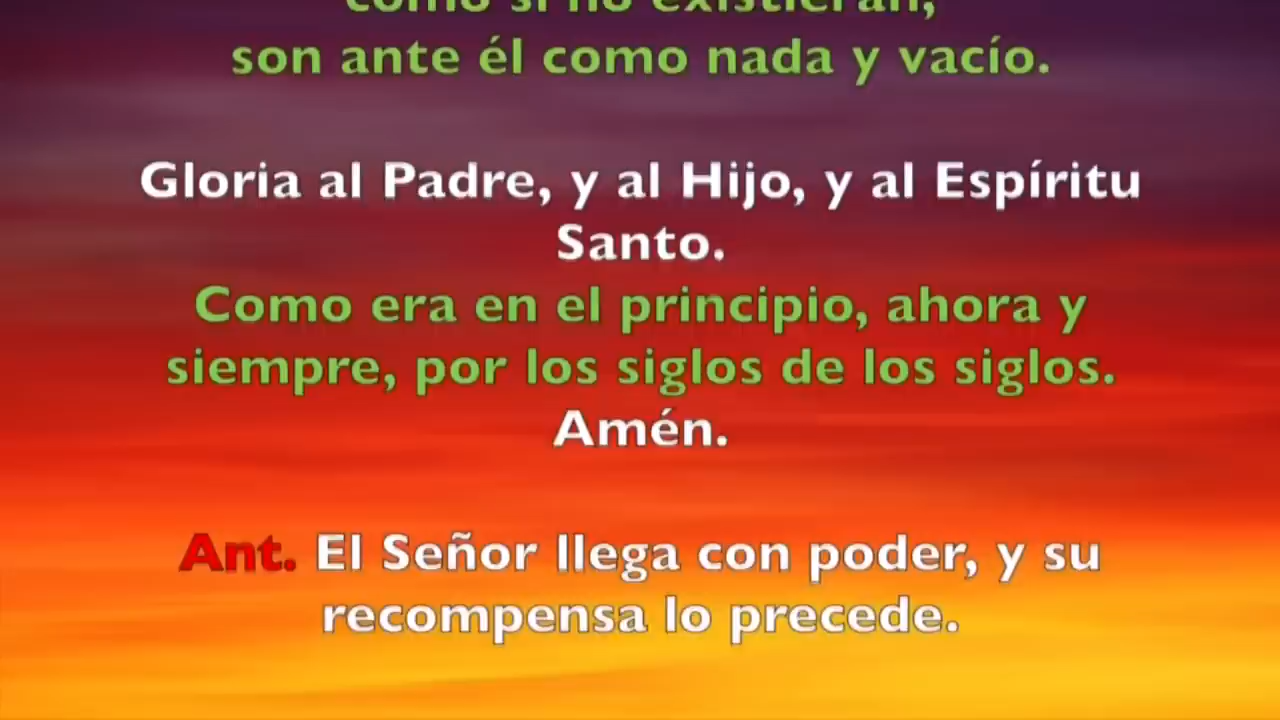 como si no existieran,
son ante él como nada y vacío.
Gloria al Padre, y al Hijo, y al Espíritu
Santo.
Como era en el principio, ahora y
siempre, por los siglos de los siglos.
Amén.
Ant. El Señor llega con poder, y su
recompensa lo precede.